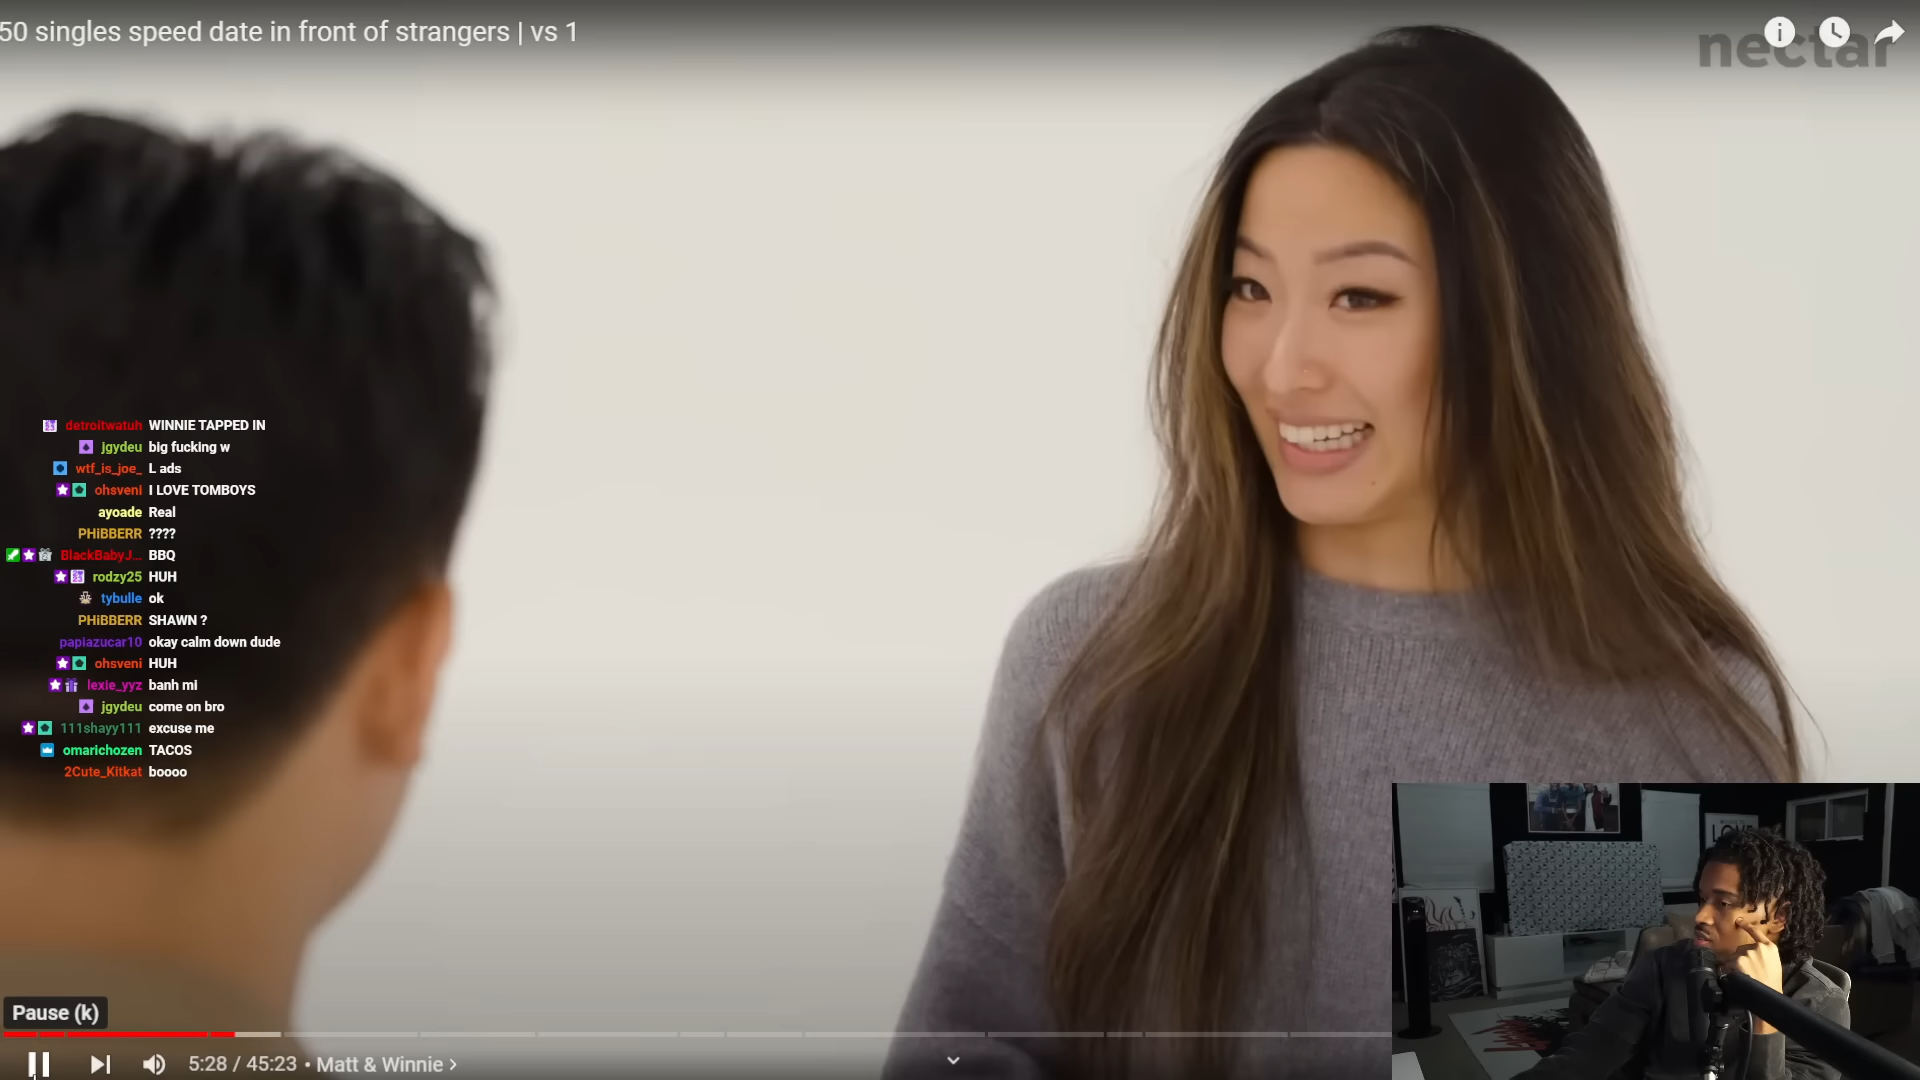 50 singles speed date in front of strangers | vs 1
nectar
detroitwatuh WINNIE TAPPED IN
jgydeu big fucking w
wtf_is_joe_ L ads
ohsveni I LOVE TOMBOYS
ayoade Real
PHiBBERR ????
BlackBabyJ... BBQ
rodzy25 HUH
tybulle ok
PHiBBERR SHAWN ?
papiazucar10 okay calm down dude
ohsveni HUH
lexie_yyz banh mi
jgydeu come on bro
111shayy111 excuse me
omarichozen TACOS
2Cute_Kitkat boooo
LOVE
Pause (k)
5:28 / 45:23 • Matt & Winnie >